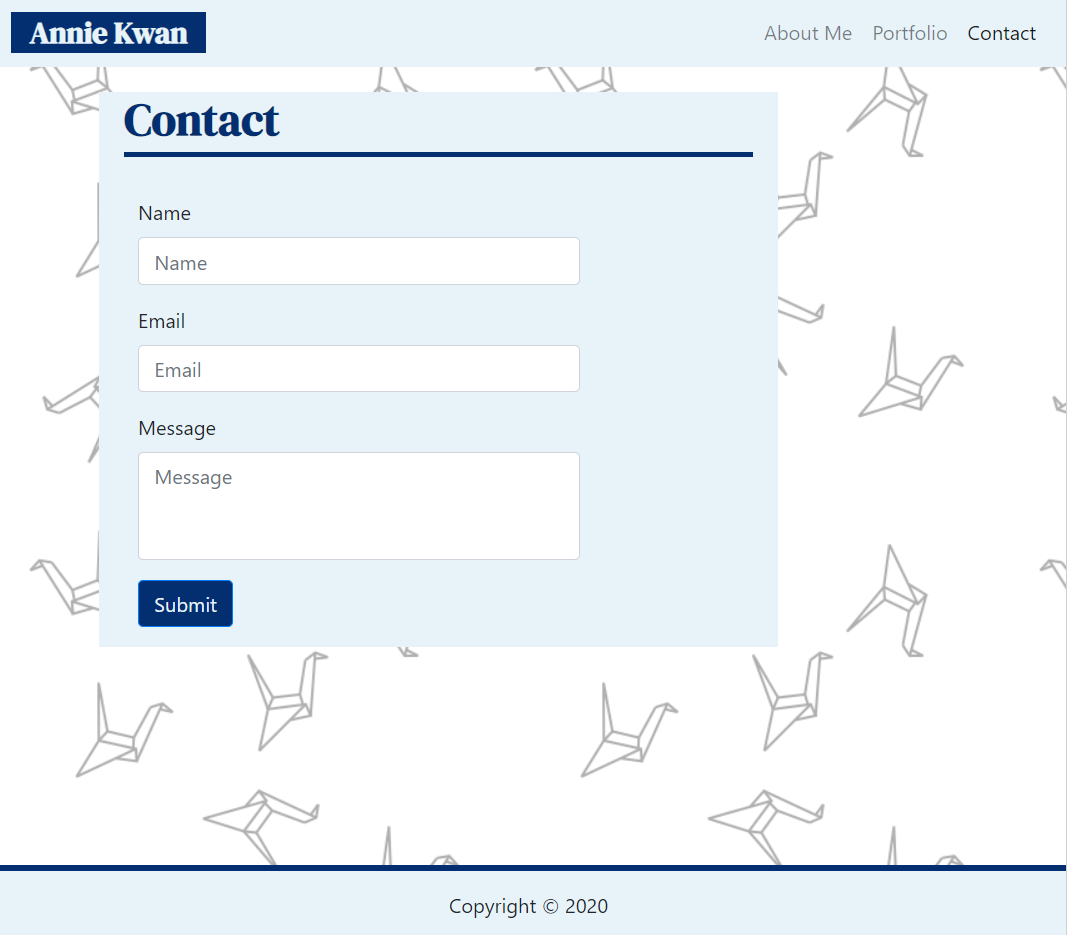 Annie Kwan
About Me Portfolio Contact
Contact
Name
Name
Email
Email
Message
Message
Submit
Copyright © 2020